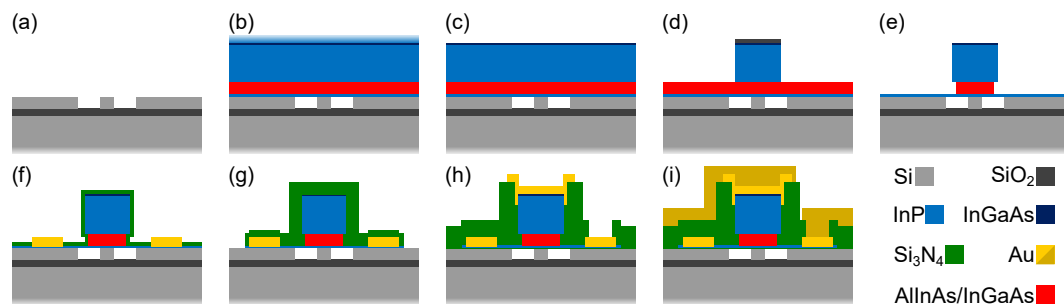 (a) (b) (c) (d) (e)
(f) (g) (h) (i)
Si SiO₂
InP InGaAs
Si₃N₄ Au
AlInAs/InGaAs